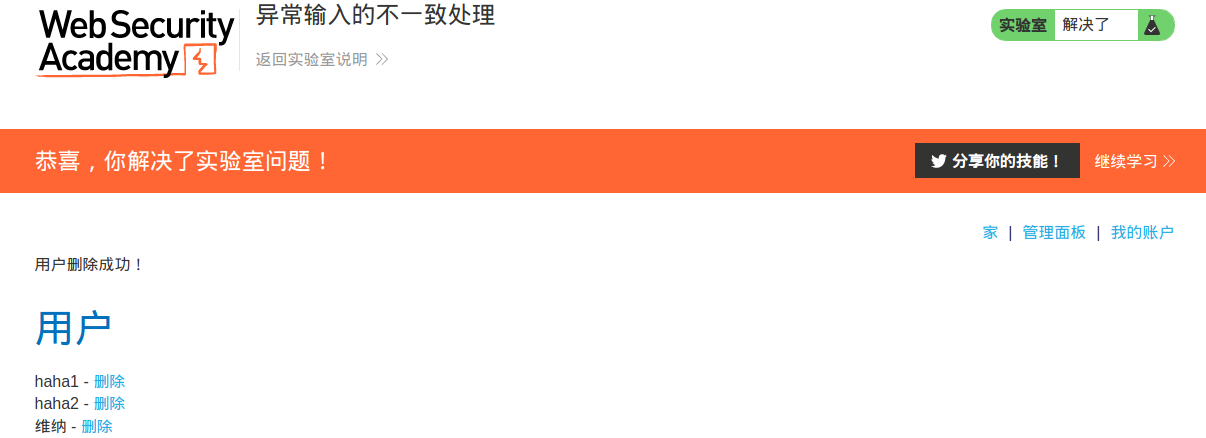 Web Security
Academy
异常输入的不一致处理
返回实验室说明
实验室 解决了
恭喜，你解决了实验室问题！
分享你的技能！ 继续学习
家 | 管理面板 | 我的账户
用户删除成功！
用户
haha1 - 删除
haha2 - 删除
维纳 - 删除